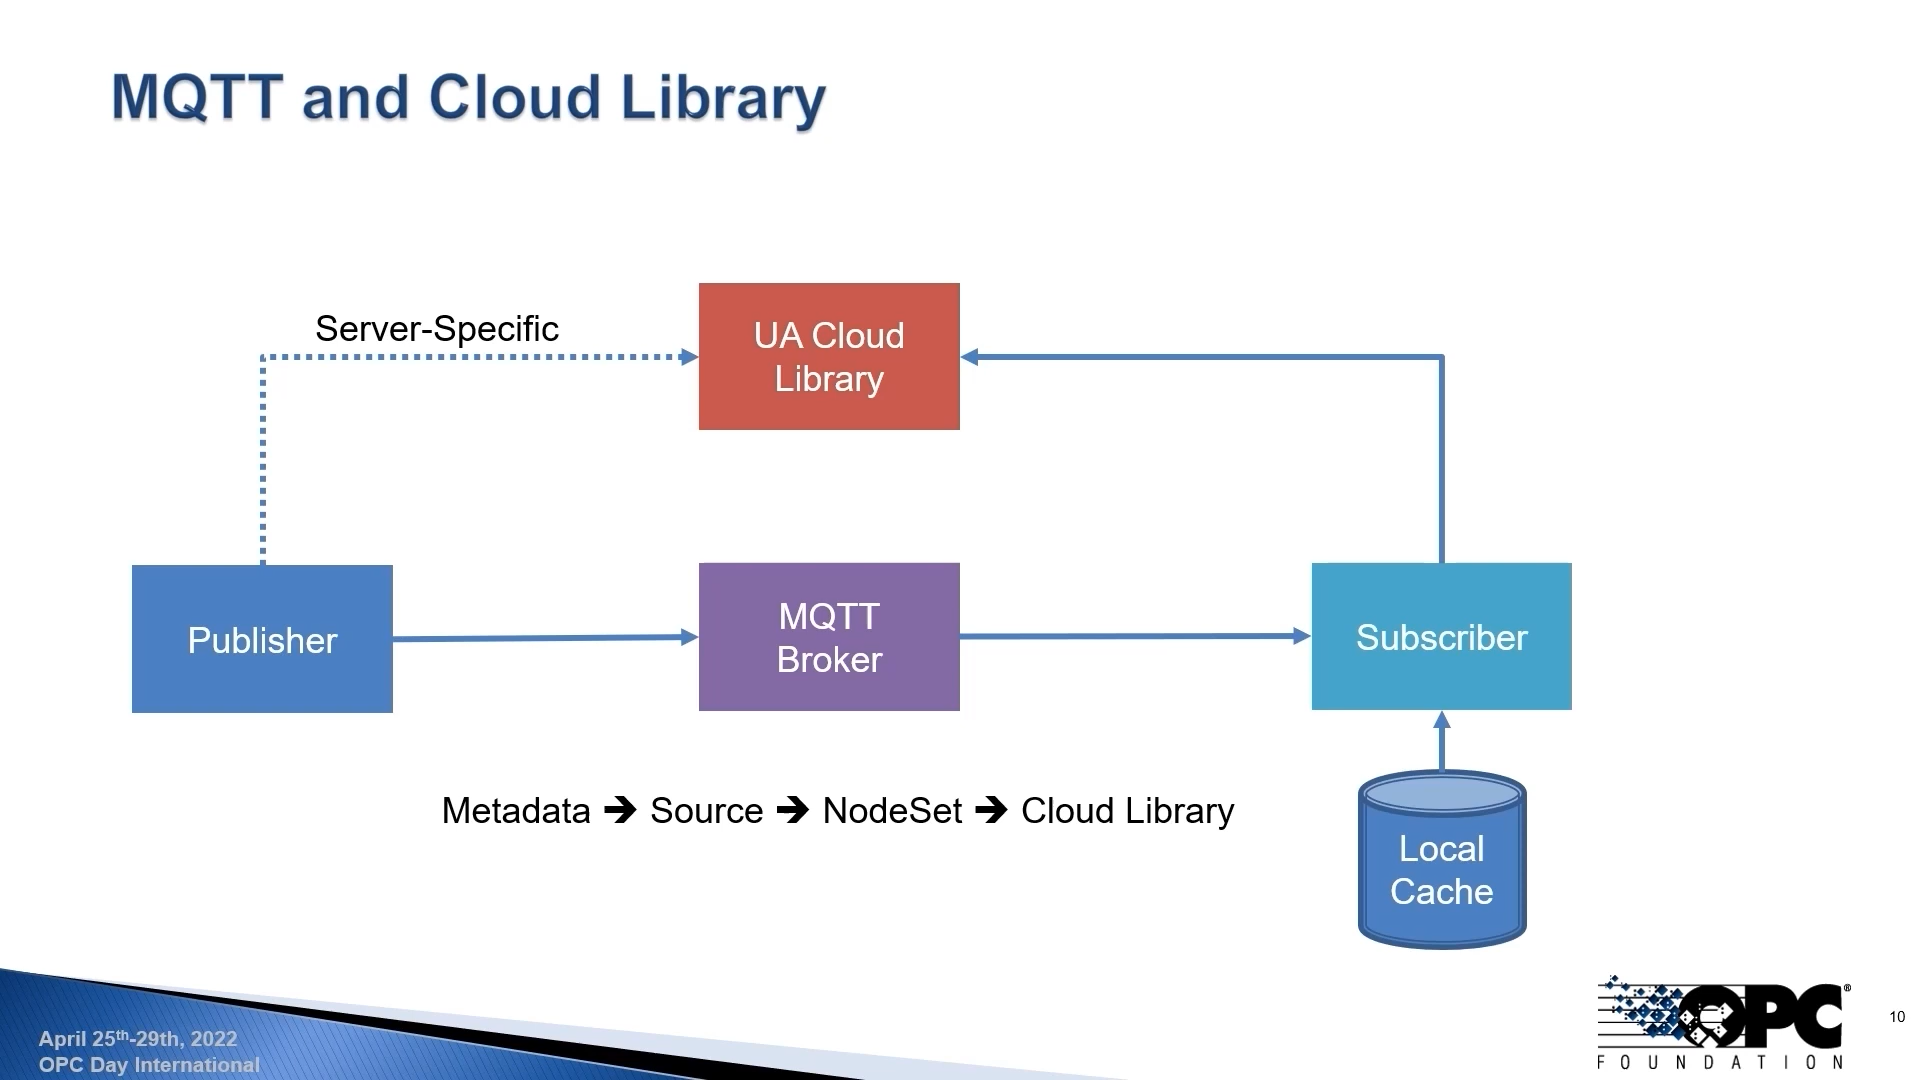 MQTT and Cloud Library
Server-Specific
UA Cloud
Library
Publisher
MQTT
Broker
Subscriber
Metadata ➔ Source ➔ NodeSet ➔ Cloud Library
Local
Cache
April 25th-29th, 2022
OPC Day International
OPC®
FOUNDATION
10